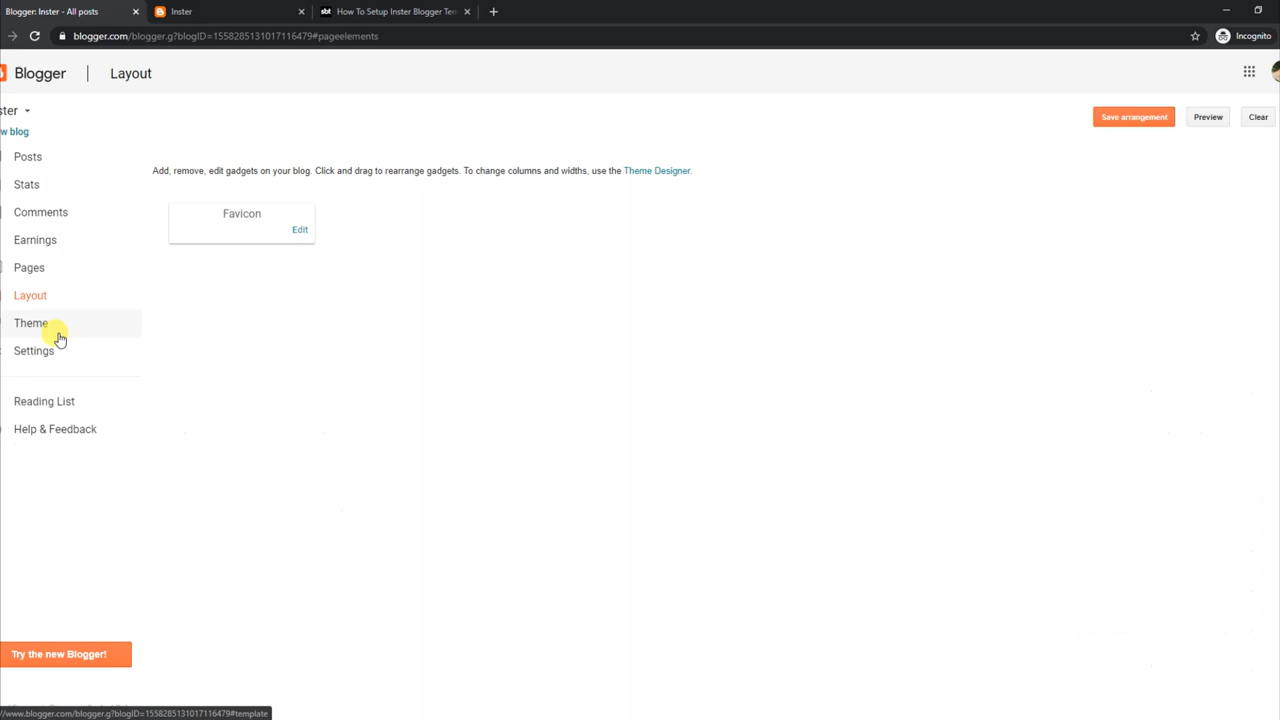 Blogger: Inster - All posts
Inster
How To Setup Inster Blogger Tem
blogger.com/blogger.g?blogID=1558285131017116479#pageelements
Incognito
Blogger
Layout
ster
w blog
Save arrangement
Preview
Clear
Posts
Stats
Comments
Earnings
Pages
Layout
Theme
Settings
Reading List
Help & Feedback
Add, remove, edit gadgets on your blog. Click and drag to rearrange gadgets. To change columns and widths, use the Theme Designer.
Favicon
Edit
Try the new Blogger!
//www.blogger.com/blogger.g?blogID=1558285131017116479#template